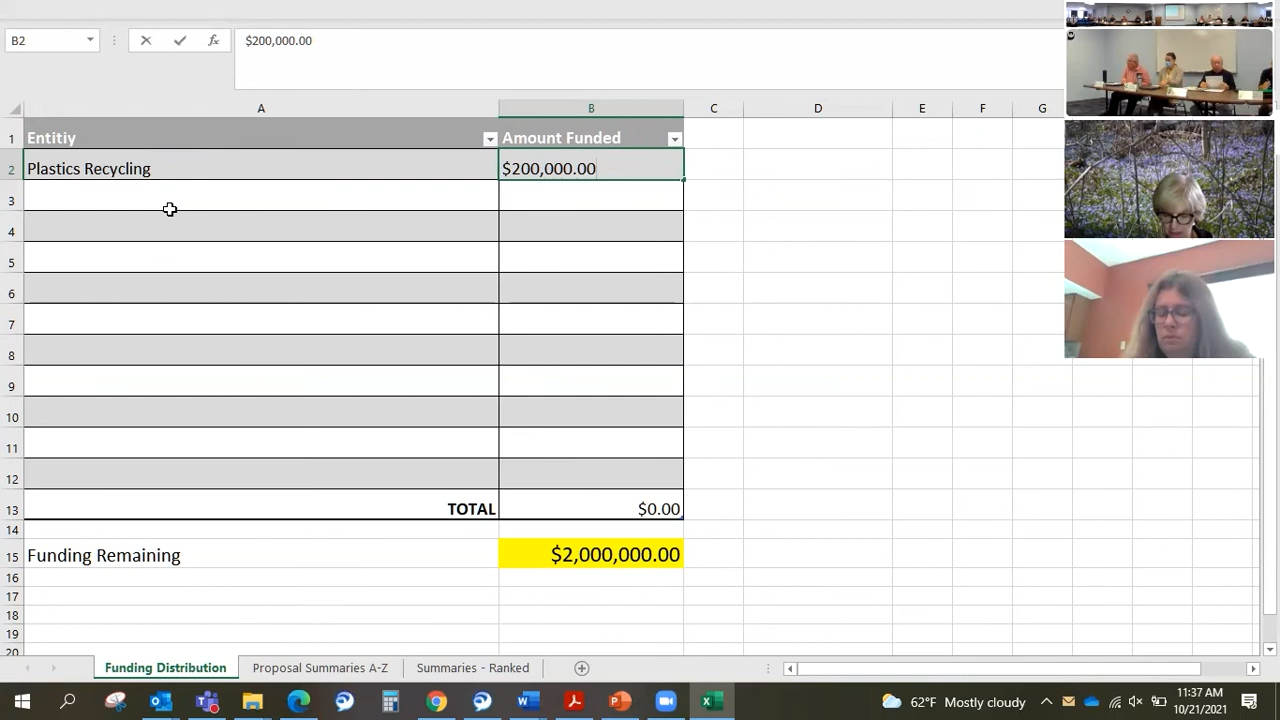 B2
fx
$200,000.00
A B C D E F G
1 Entitiy Amount Funded
2 Plastics Recycling $200,000.00
3
4
5
6
7
8
9
10
11
12
13 TOTAL $0.00
14
15 Funding Remaining $2,000,000.00
16
17
18
19
20
Funding Distribution Proposal Summaries A-Z Summaries - Ranked
62°F Mostly cloudy 11:37 AM
10/21/2021